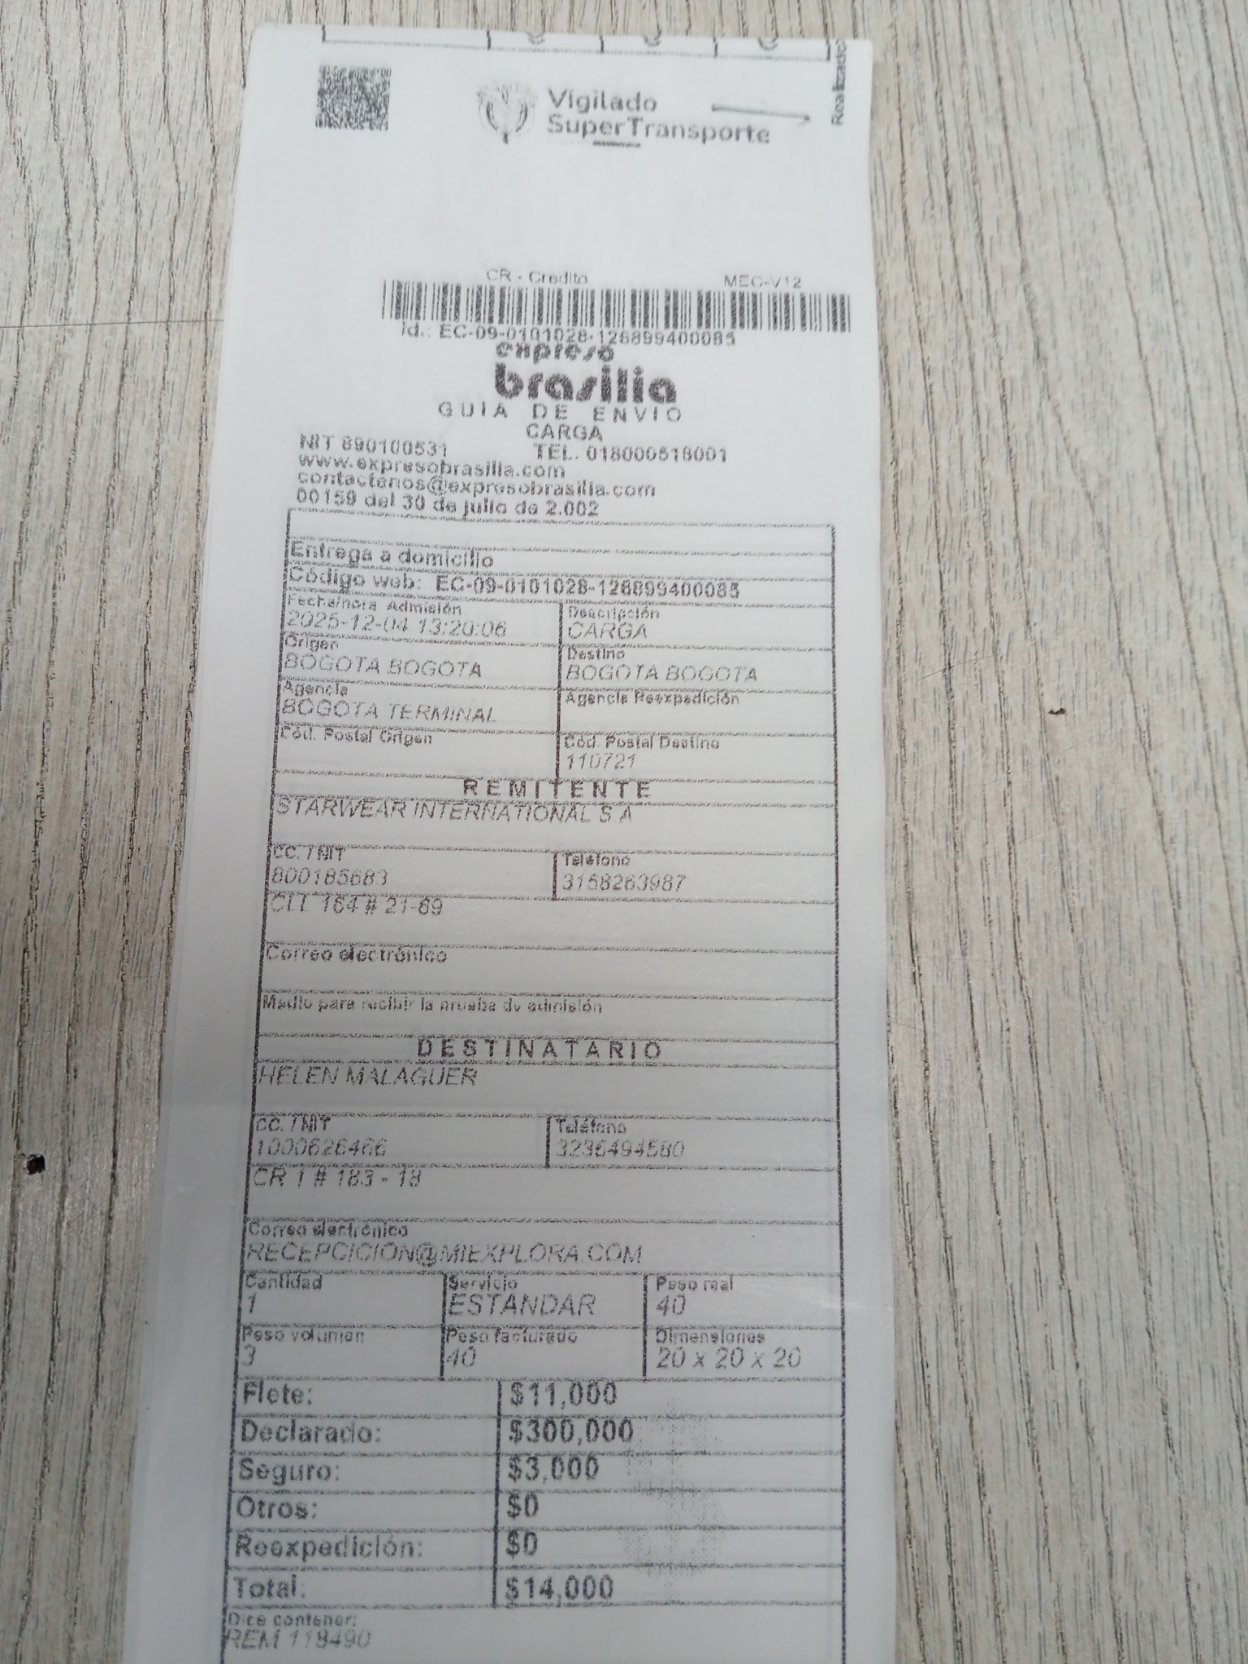 Realizado
Vigilado
SuperTransporte
CR - Credito MEC-V12
id.: EC-09-0101028-126899400085
expreso
brasilia
GUIA DE ENVIO
CARGA
NIT 890100531 TEL. 018000518001
www.expresobrasilia.com
contactenos@expresobrasilia.com
00159 del 30 de julio de 2.002
Entrega a domicilio
Código web: EC-09-0101028-126899400085
Fecha/hora Admisión Descripción
2025-12-04 13:20:06 CARGA
Origen Destino
BOGOTA BOGOTA BOGOTA BOGOTA
Agencia Agencia Reexpedición
BOGOTA TERMINAL
Cód. Postal Origen Cód. Postal Destino
110721
REMITENTE
STARWEAR INTERNATIONAL S A
CC. / NIT Teléfono
800185683 3158263987
CLL 164 # 21-69
Correo electrónico
Medio para recibir la prueba de admisión
DESTINATARIO
HELEN MALAGUER
CC. / NIT Teléfono
1000626466 3236494580
CR 1 # 183 - 18
Correo electrónico
RECEPCICION@MIEXPLORA.COM
Cantidad Servicio Peso real
1 ESTANDAR 40
Peso volumen Peso facturado Dimensiones
3 40 20 x 20 x 20
Flete: $11,000
Declarado: $300,000
Seguro: $3,000
Otros: $0
Reexpedición: $0
Total: $14,000
Dice contener:
REM 118490